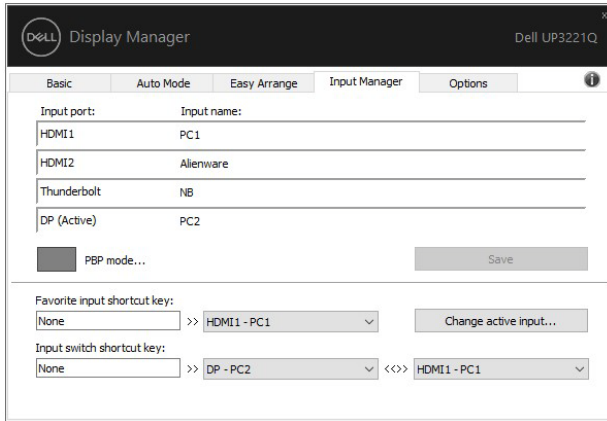 DELL Display Manager Dell UP3221Q
Basic Auto Mode Easy Arrange Input Manager Options
Input port: Input name:
HDMI1 PC1
HDMI2 Alienware
Thunderbolt NB
DP (Active) PC2
PBP mode... Save
Favorite input shortcut key:
None >> HDMI1 - PC1 Change active input...
Input switch shortcut key:
None >> DP - PC2 <<>> HDMI1 - PC1